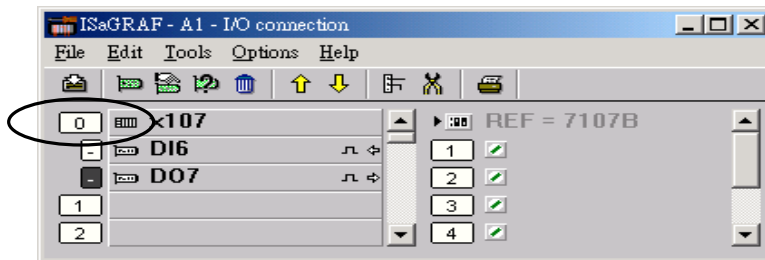 ISaGRAF - A1 - I/O connection
File Edit Tools Options Help
0 x107 REF = 7107B
- DI6 1
- DO7 2
1 3
2 4